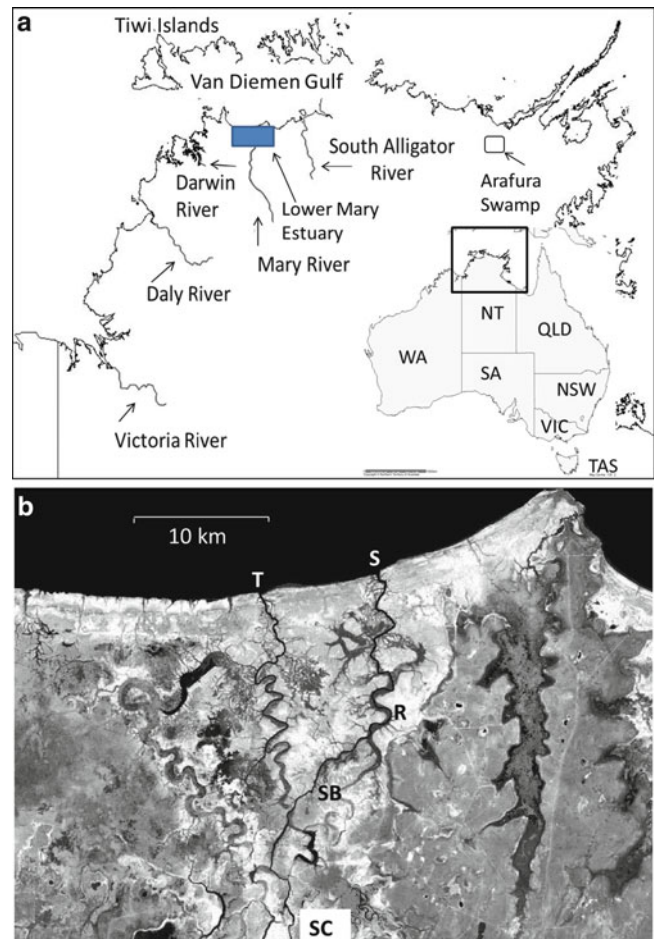 a
Tiwi Islands
Van Diemen Gulf
South Alligator
River
Arafura
Swamp
Darwin
River
Lower Mary
Estuary
Mary River
Daly River
Victoria River
NT
QLD
WA
SA
NSW
VIC
TAS
b
10 km
T
S
R
SB
SC